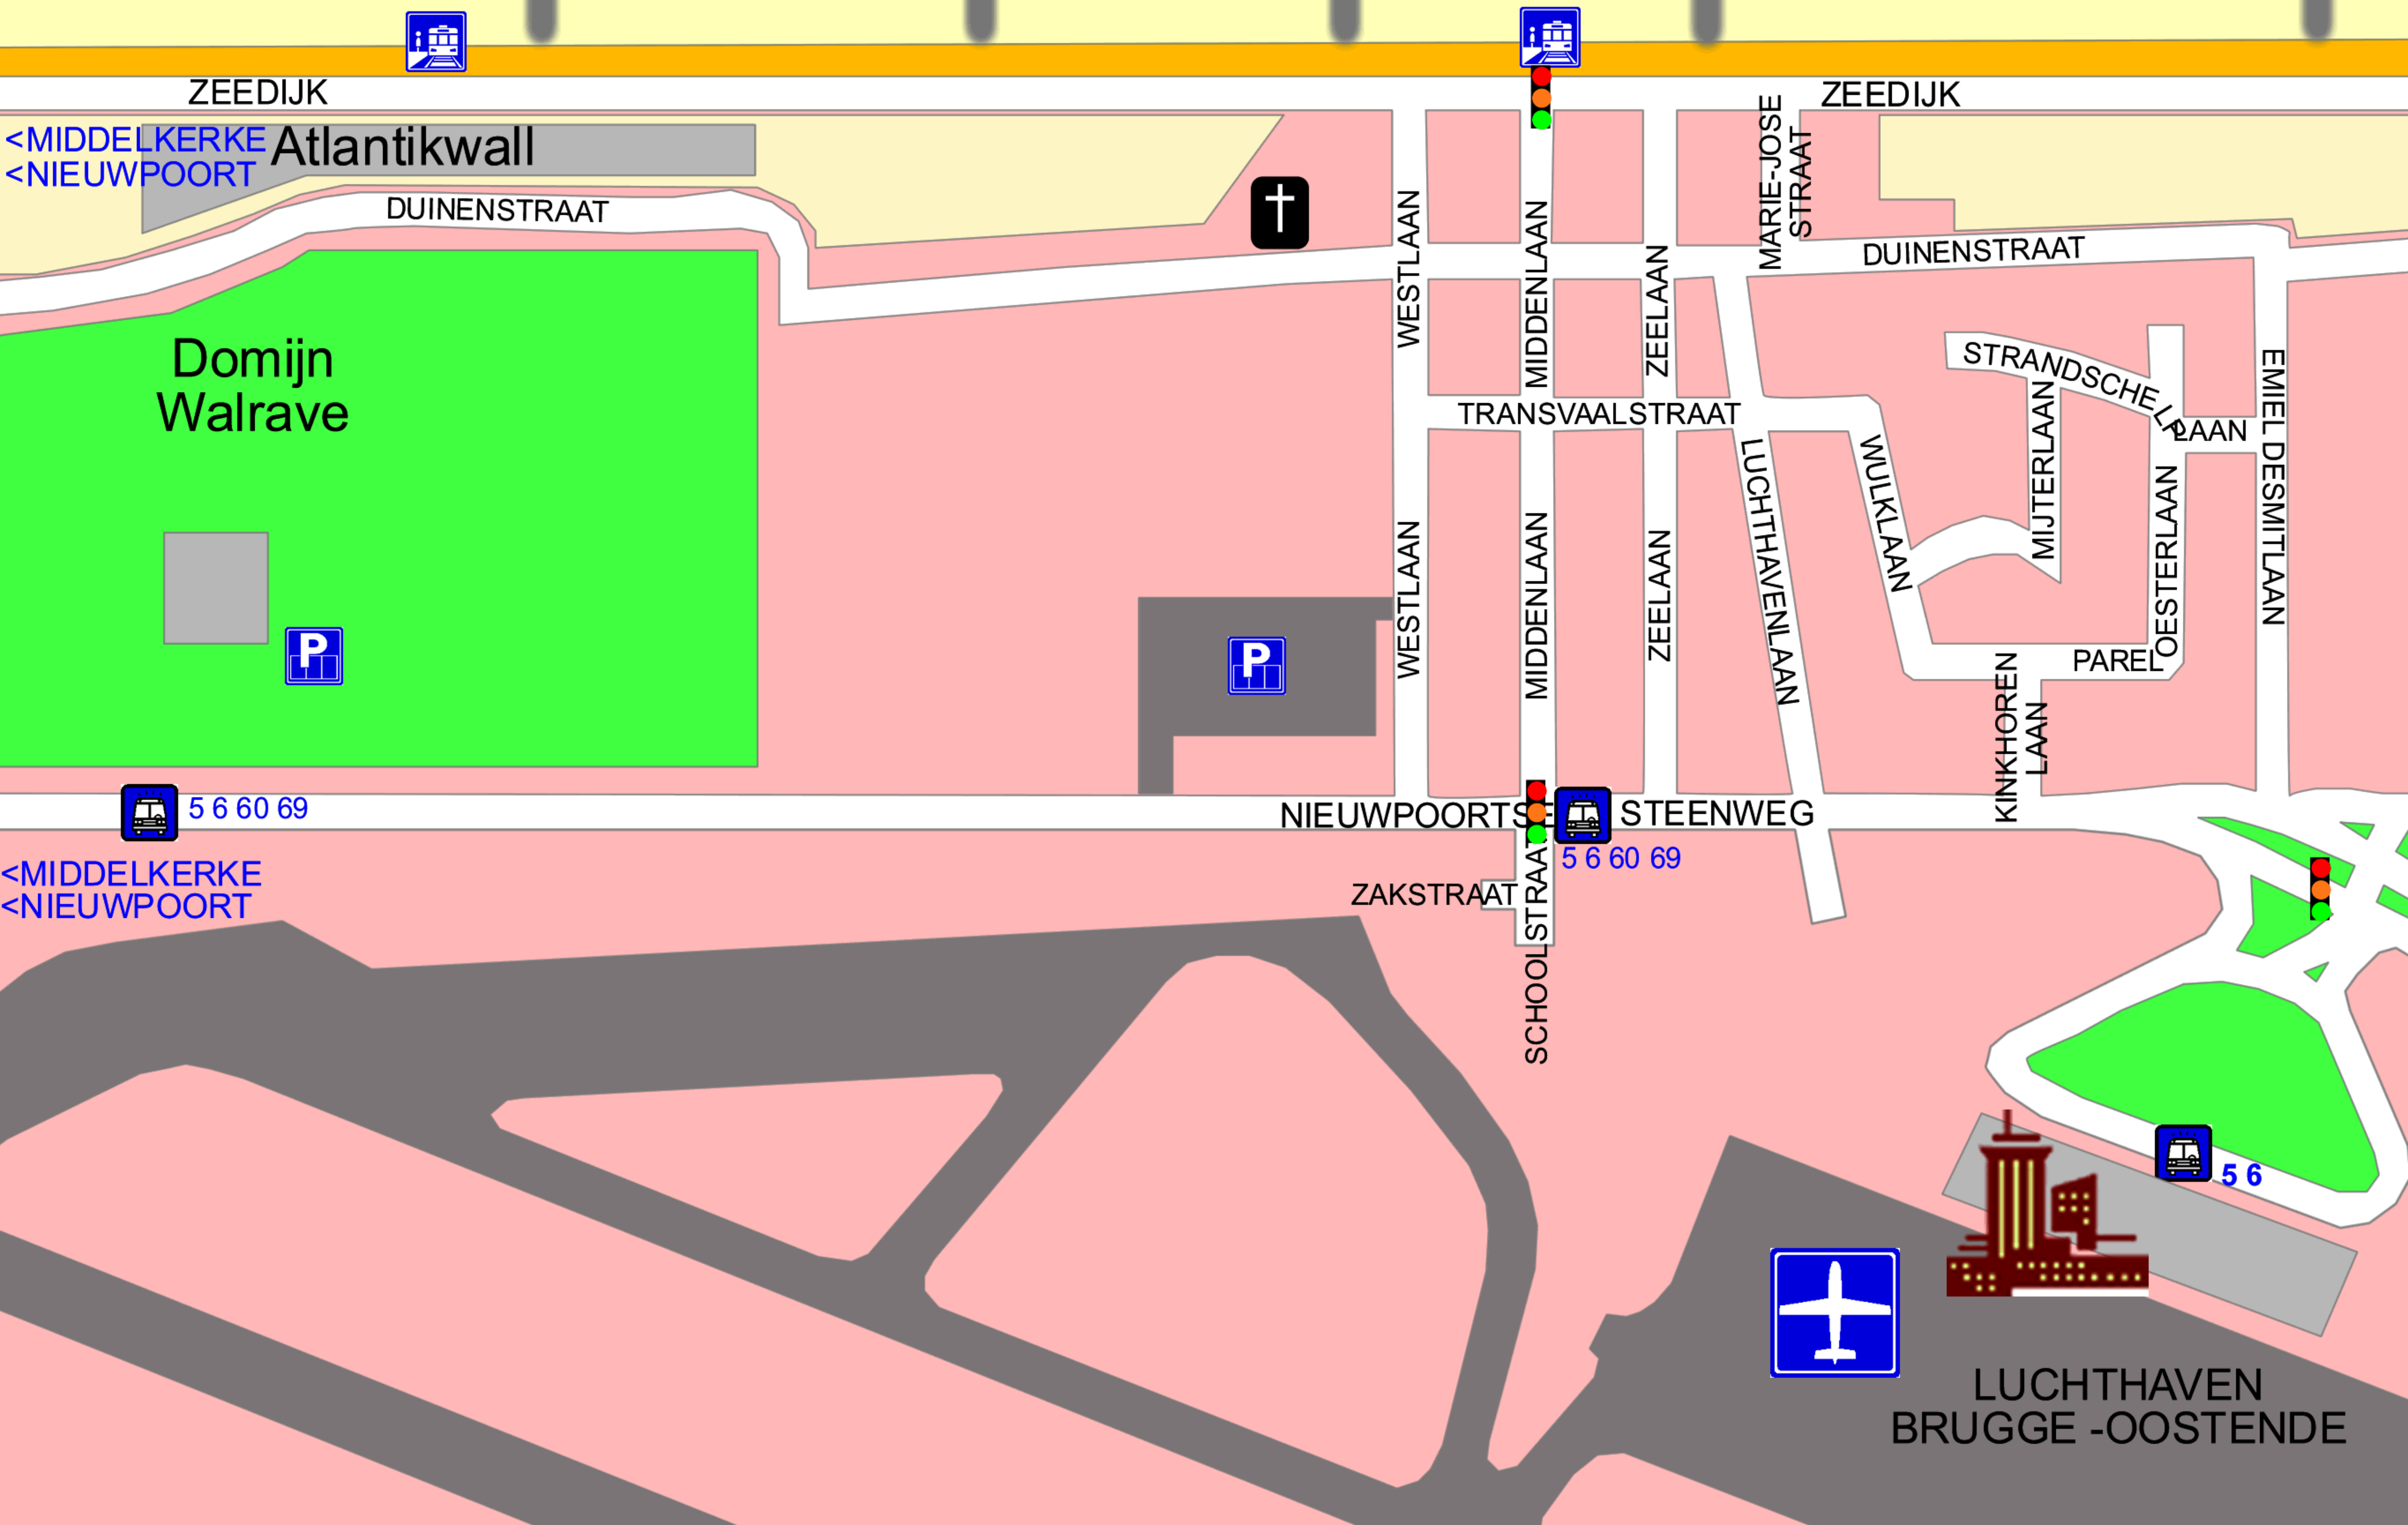 ZEEDIJK
ZEEDIJK
<MIDDELKERKE
<NIEUWPOORT
Atlantikwall
DUINENSTRAAT
MARIE-JOSE
STRAAT
DUINENSTRAAT
WESTLAAN
MIDDENLAAN
ZEELAAN
Domijn
Walrave
STRANDSCHELP
LAAN
TRANSVAALSTRAAT
EMIEL DESMITLAAN
MIJTERLAAN
LUCHTHAVENLAAN
WULKLAAN
OESTERLAAN
WESTLAAN
MIDDENLAAN
ZEELAAN
P
P
PAREL
KINKHOREN
LAAN
5 6 60 69
NIEUWPOORTSE STEENWEG
5 6 60 69
<MIDDELKERKE
<NIEUWPOORT
ZAKSTRAAT
SCHOOLSTRAAT
5 6
LUCHTHAVEN
BRUGGE -OOSTENDE